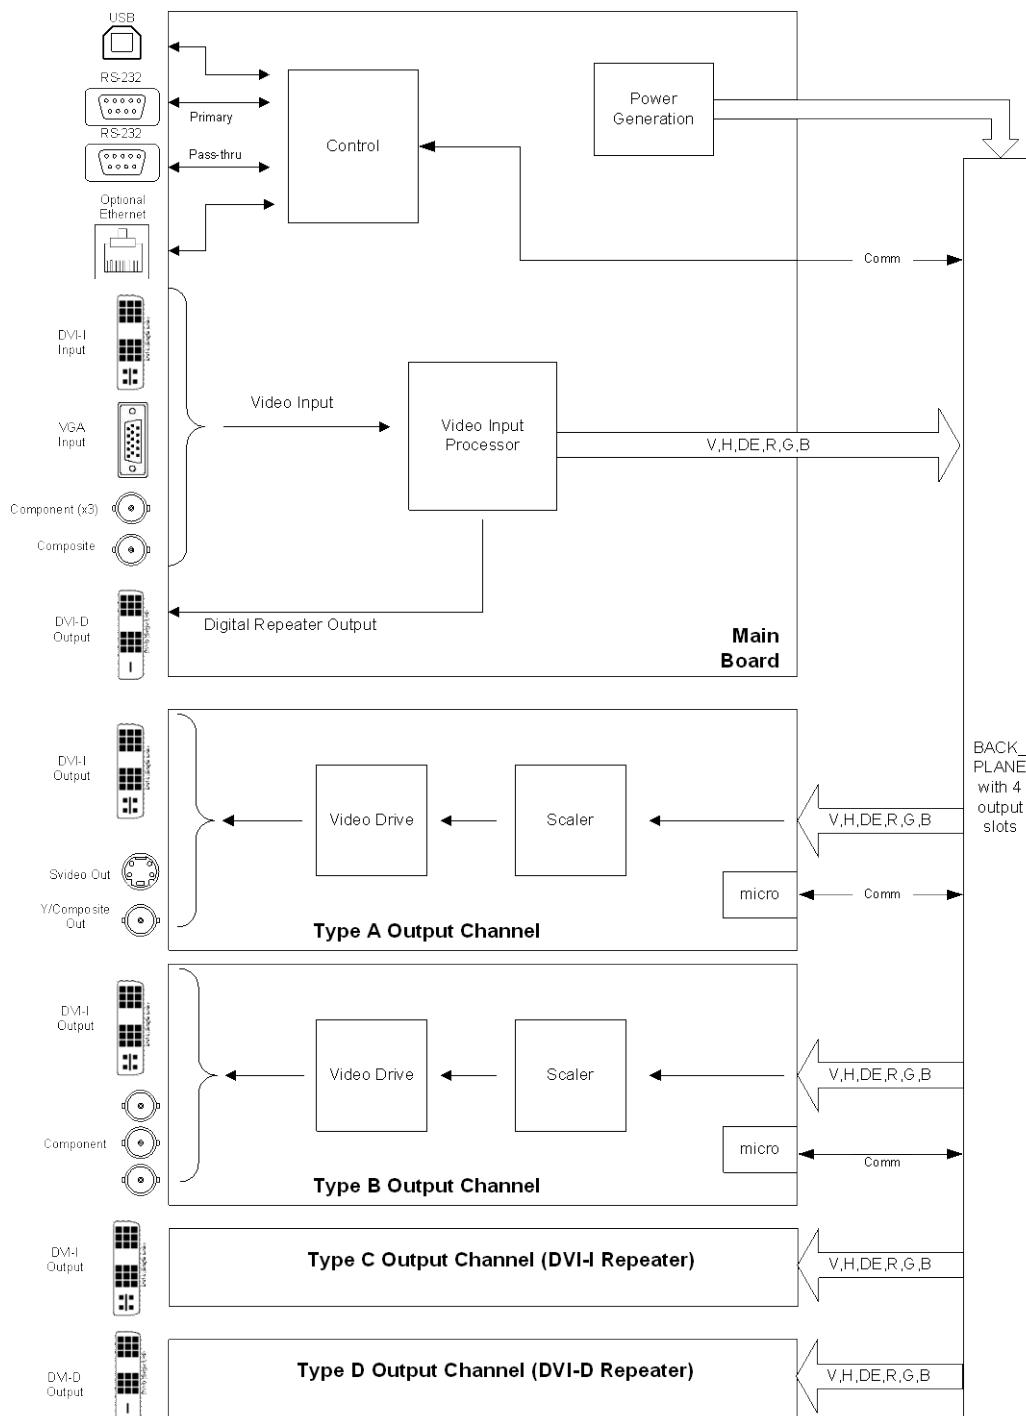 USB
RS-232
Primary
RS-232
Pass-thru
Optional
Ethernet
Control
Power
Generation
Comm
DVI-I
Input
VGA
Input
Component (x3)
Composite
Video Input
Video Input
Processor
V,H,DE,R,G,B
DVI-D
Output
Digital Repeater Output
Main
Board
BACK_
PLANE
with 4
output
slots
DVI-I
Output
Svideo Out
Y/Composite
Out
Video Drive
Scaler
V,H,DE,R,G,B
micro
Comm
Type A Output Channel
DVI-I
Output
Component
Video Drive
Scaler
V,H,DE,R,G,B
micro
Comm
Type B Output Channel
DVI-I
Output
Type C Output Channel (DVI-I Repeater)
V,H,DE,R,G,B
DVI-D
Output
Type D Output Channel (DVI-D Repeater)
V,H,DE,R,G,B